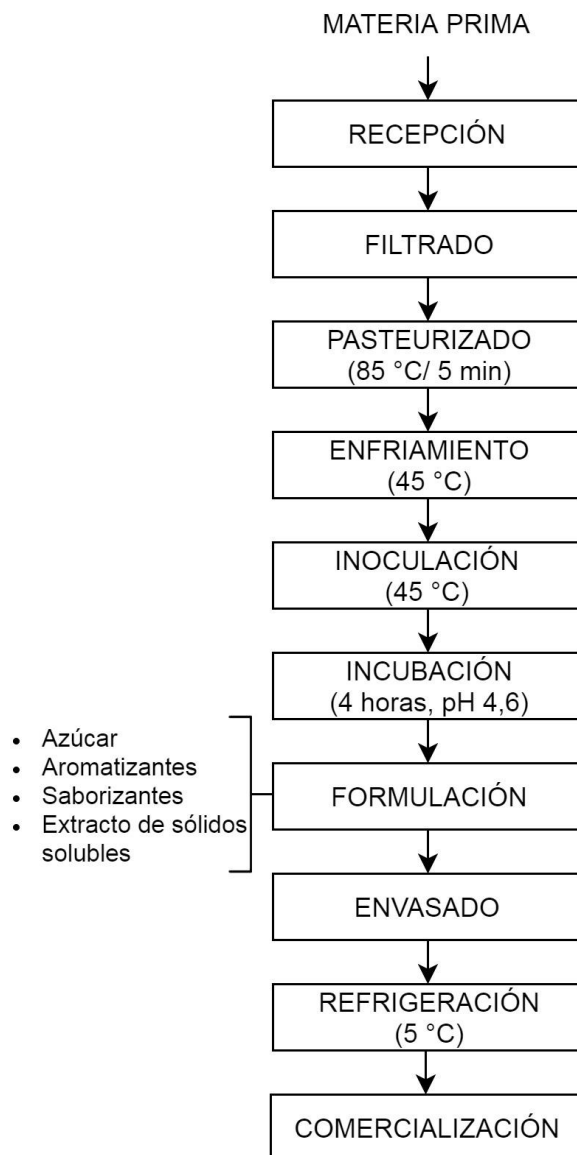 MATERIA PRIMA
RECEPCIÓN
FILTRADO
PASTEURIZADO
(85 °C/ 5 min)
ENFRIAMIENTO
(45 °C)
INOCULACIÓN
(45 °C)
INCUBACIÓN
(4 horas, pH 4,6)
• Azúcar
• Aromatizantes
• Saborizantes
• Extracto de sólidos
solubles
FORMULACIÓN
ENVASADO
REFRIGERACIÓN
(5 °C)
COMERCIALIZACIÓN